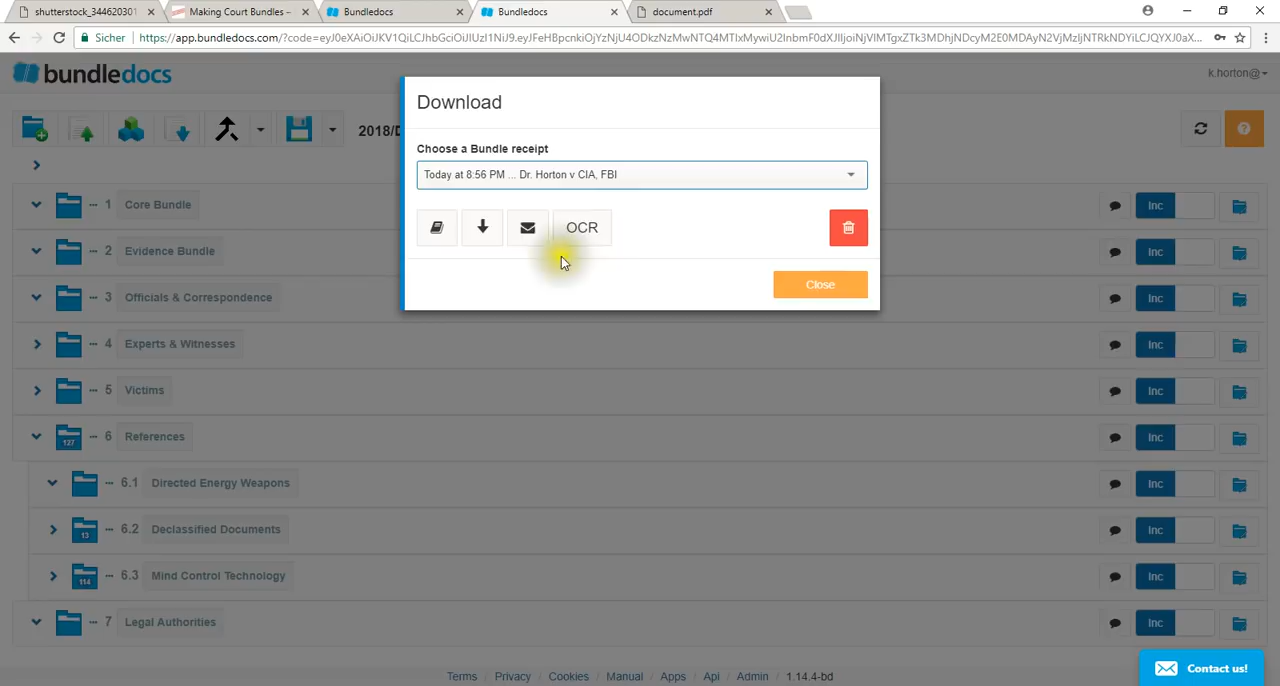 shutterstock_344620301
Making Court Bundles –
Bundledocs
Bundledocs
document.pdf
Sicher
https://app.bundledocs.com/?code=
bundledocs
k.horton@
2018/D
Download
Choose a Bundle receipt
Today at 8:56 PM ... Dr. Horton v CIA, FBI
OCR
Close
1 Core Bundle Inc
2 Evidence Bundle Inc
3 Officials & Correspondence Inc
4 Experts & Witnesses Inc
5 Victims Inc
127 6 References Inc
6.1 Directed Energy Weapons Inc
13 6.2 Declassified Documents Inc
114 6.3 Mind Control Technology Inc
7 Legal Authorities Inc
Contact us!
Terms / Privacy / Cookies / Manual / Apps / Api / Admin / 1.14.4-bd